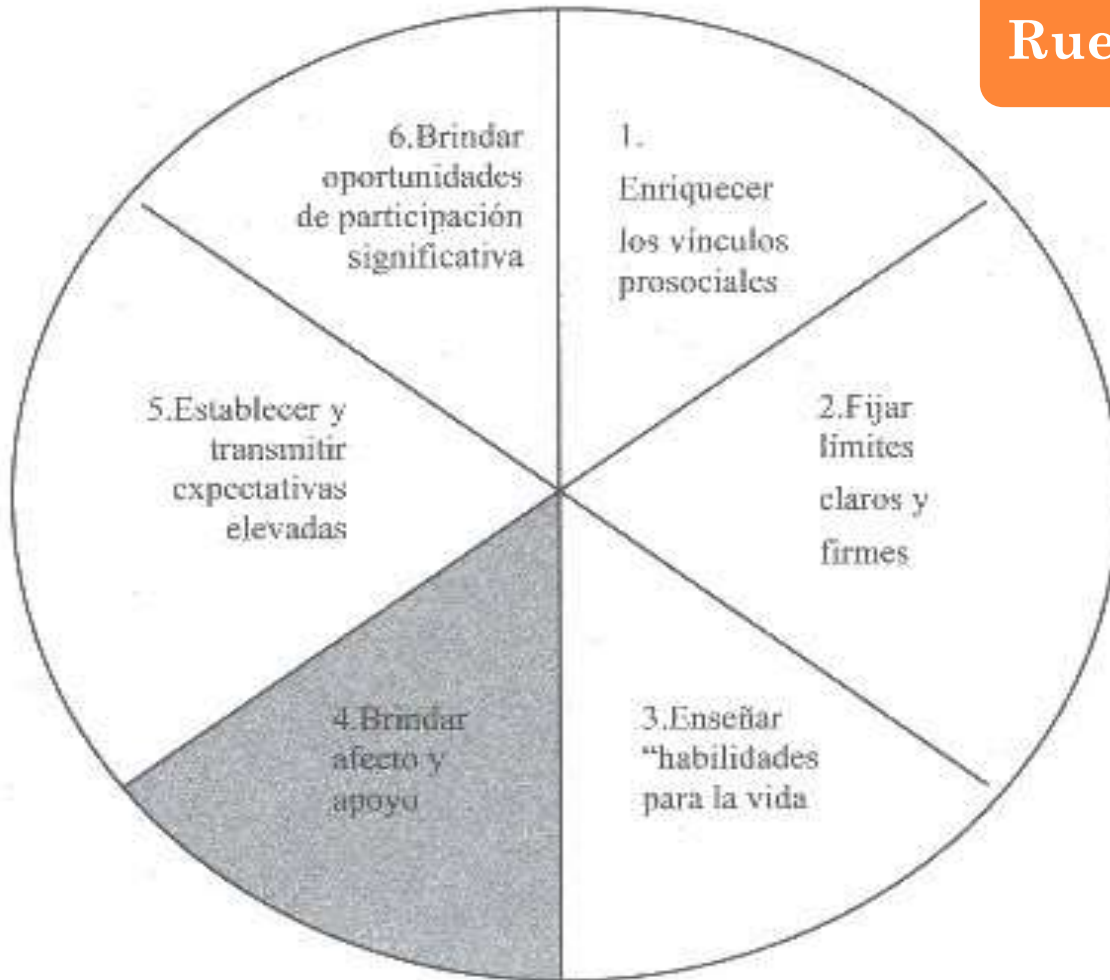 Rue
6.Brindar
oportunidades
de participación
significativa
1.
Enriquecer
los vínculos
prosociales
5.Establecer y
transmitir
expectativas
elevadas
2.Fijar
límites
claros y
firmes
4.Brindar
afecto y
apoyo
3.Enseñar
“habilidades
para la vida